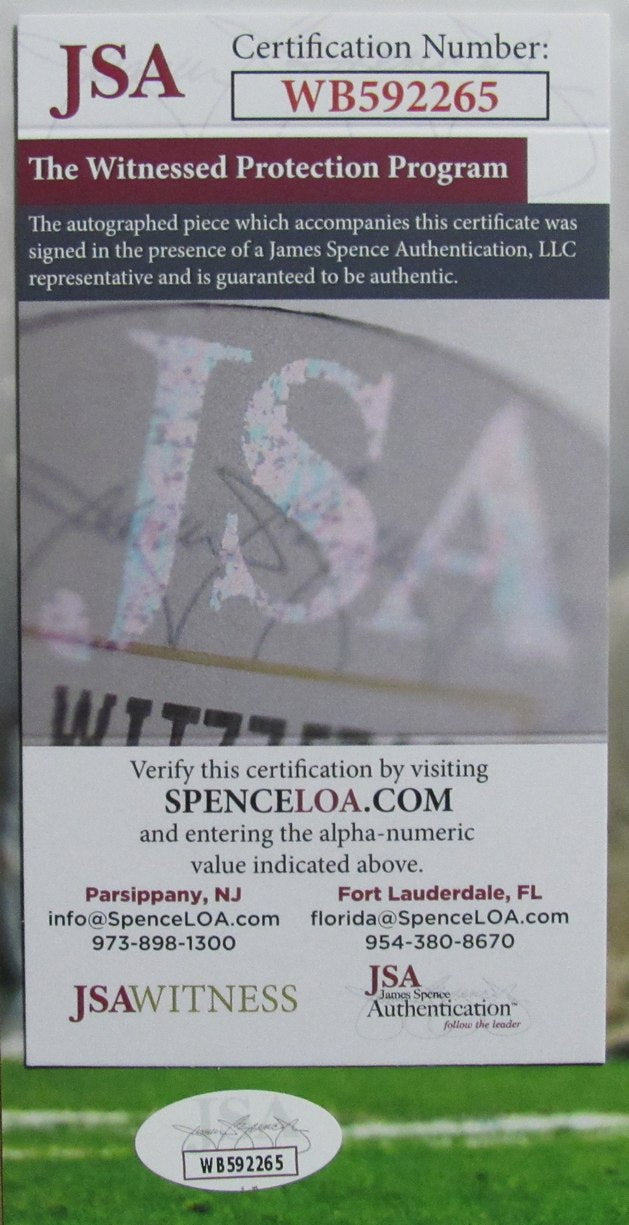 JSA
Certification Number:
WB592265
The Witnessed Protection Program
The autographed piece which accompanies this certificate was
signed in the presence of a James Spence Authentication, LLC
representative and is guaranteed to be authentic.
JSA
Verify this certification by visiting
SPENCELOA.COM
and entering the alpha-numeric
value indicated above.
Parsippany, NJ
info@SpenceLOA.com
973-898-1300
Fort Lauderdale, FL
florida@SpenceLOA.com
954-380-8670
JSAWITNESS
JSA
James Spence
Authentication™
follow the leader
JSA
WB592265